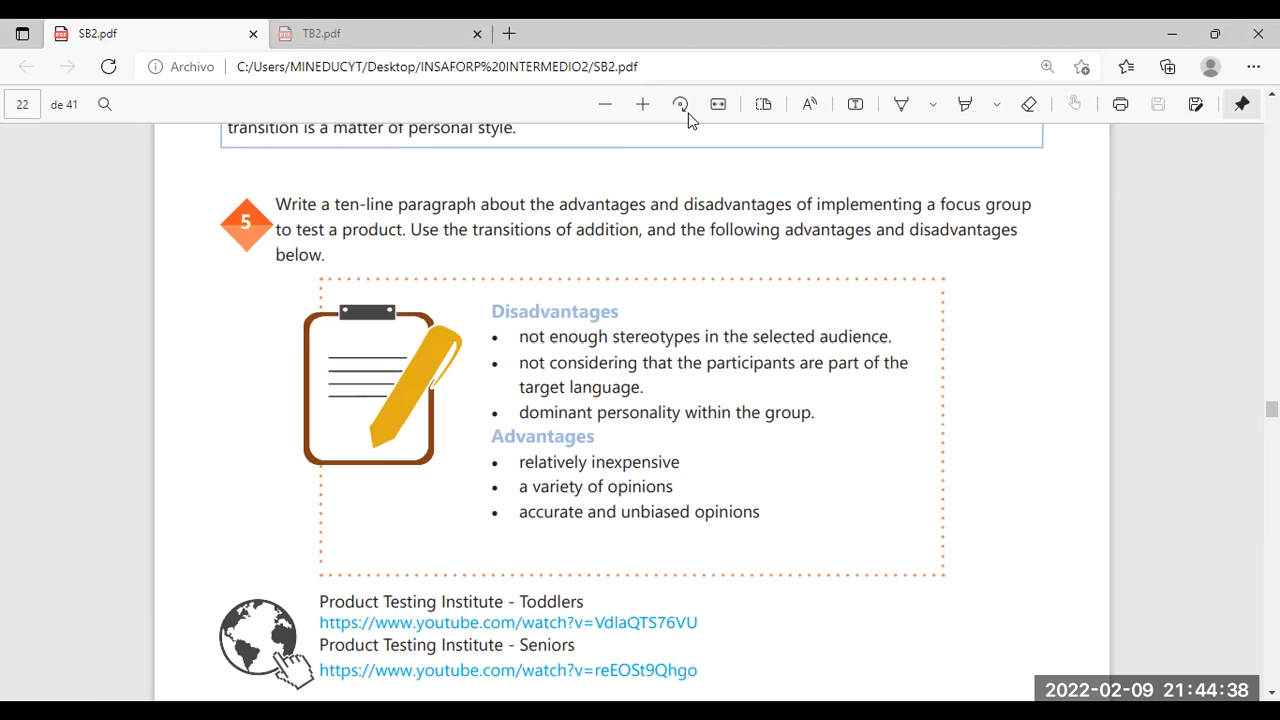 SB2.pdf
TB2.pdf
Archivo
C:/Users/MINEDUCYT/Desktop/INSAFORP%20INTERMEDIO2/SB2.pdf
22 de 41
transition is a matter of personal style.
5
Write a ten-line paragraph about the advantages and disadvantages of implementing a focus group
to test a product. Use the transitions of addition, and the following advantages and disadvantages
below.
Disadvantages
• not enough stereotypes in the selected audience.
• not considering that the participants are part of the
target language.
• dominant personality within the group.
Advantages
• relatively inexpensive
• a variety of opinions
• accurate and unbiased opinions
Product Testing Institute - Toddlers
https://www.youtube.com/watch?v=VdIaQTS76VU
Product Testing Institute - Seniors
https://www.youtube.com/watch?v=reEOSt9Qhgo
2022-02-09 21:44:38